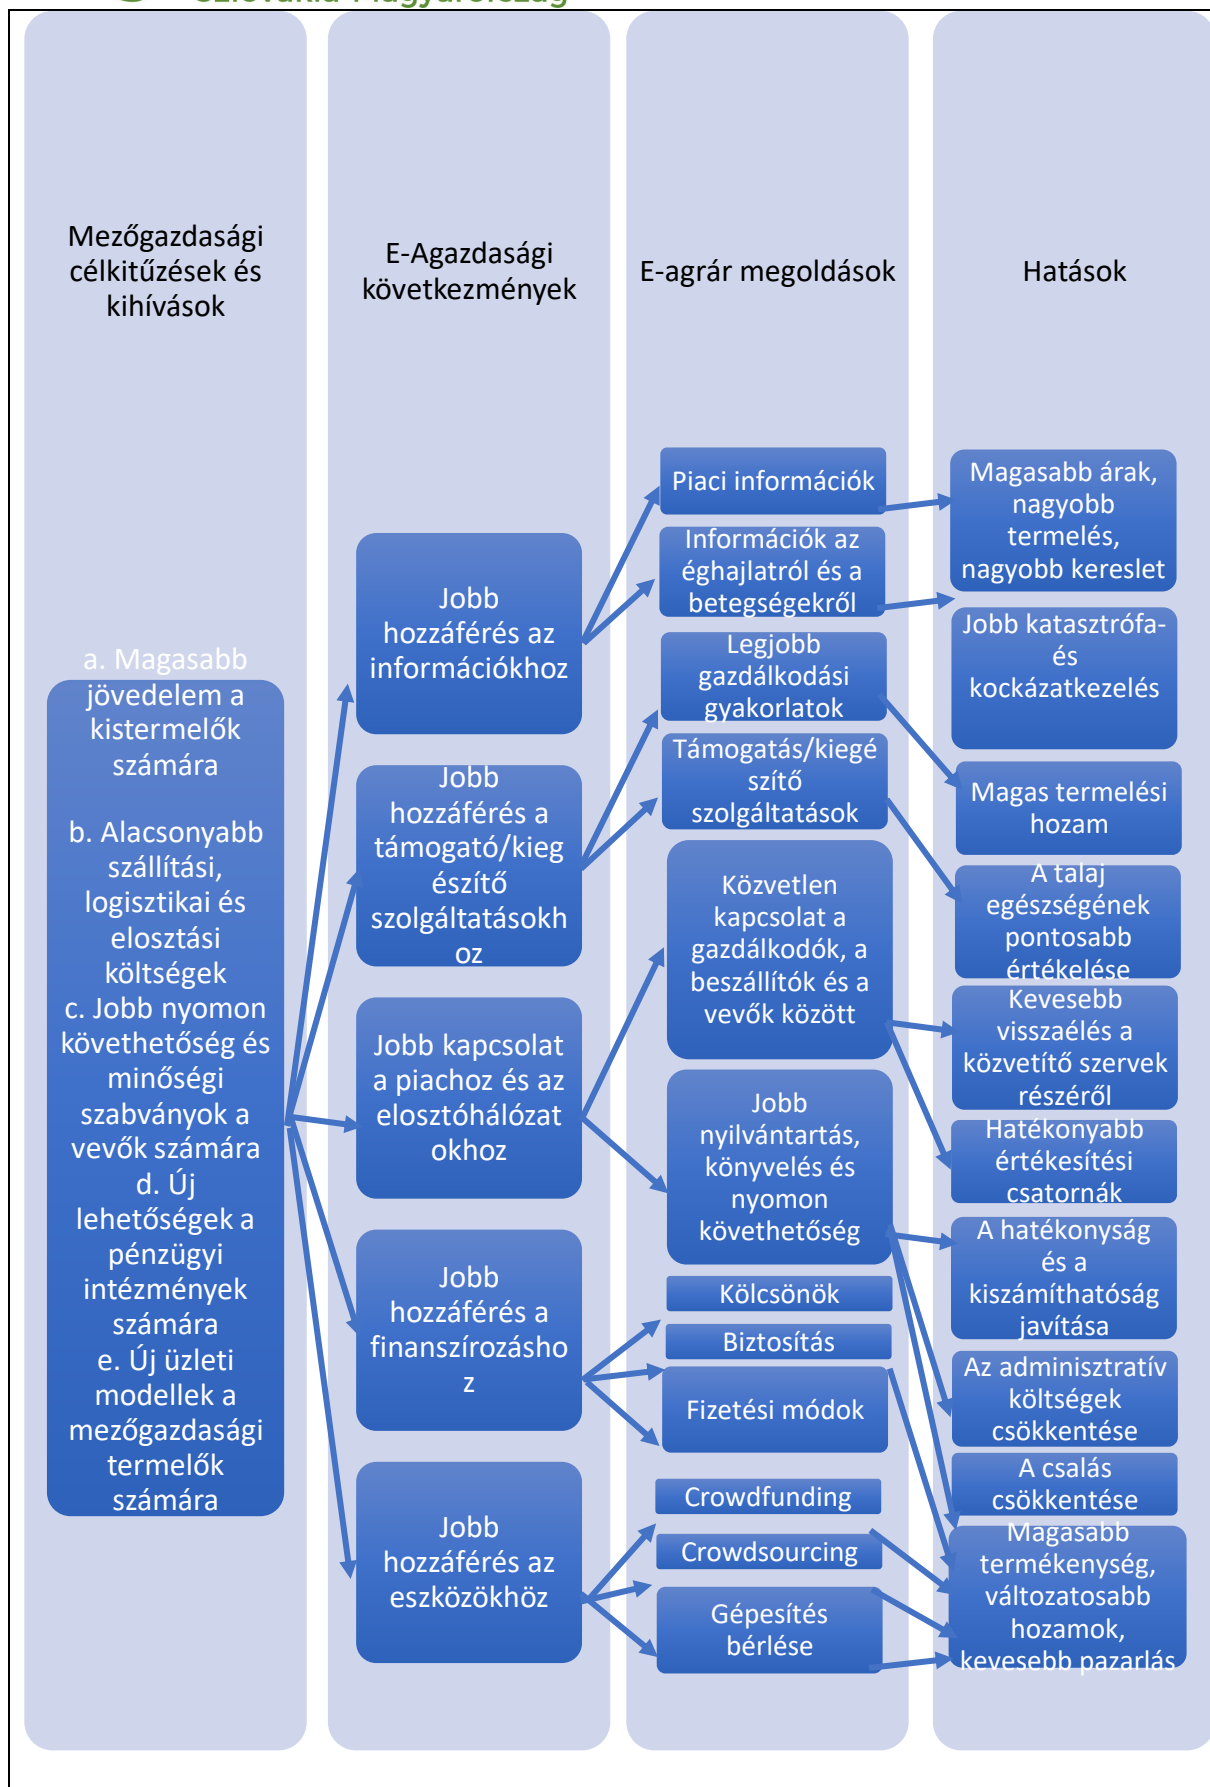 Szlovákia-Magyarország
Mezőgazdasági
célkitűzések és
kihívások
E-Agazdasági
következmények
E-agrár megoldások
Hatások
a. Magasabb
jövedelem a
kistermelők
számára
b. Alacsonyabb
szállítási,
logisztikai és
elosztási
költségek
c. Jobb nyomon
követhetőség és
minőségi
szabványok a
vevők számára
d. Új
lehetőségek a
pénzügyi
intézmények
számára
e. Új üzleti
modellek a
mezőgazdasági
termelők
számára
Jobb
hozzáférés az
információkhoz
Jobb
hozzáférés a
támogató/kieg
észítő
szolgáltatásokh
oz
Jobb kapcsolat
a piachoz és az
elosztóhálózat
okhoz
Jobb
hozzáférés a
finanszírozásho
z
Jobb
hozzáférés az
eszközökhöz
Piaci információk
Információk az
éghajlatról és a
betegségekről
Legjobb
gazdálkodási
gyakorlatok
Támogatás/kiegé
szítő
szolgáltatások
Közvetlen
kapcsolat a
gazdálkodók, a
beszállítók és a
vevők között
Jobb
nyilvántartás,
könyvelés és
nyomon
követhetőség
Kölcsönök
Biztosítás
Fizetési módok
Crowdfunding
Crowdsourcing
Gépesítés
bérlése
Magasabb árak,
nagyobb
termelés,
nagyobb kereslet
Jobb katasztrófa-
és
kockázatkezelés
Magas termelési
hozam
A talaj
egészségének
pontosabb
értékelése
Kevesebb
visszaélés a
közvetítő szervek
részéről
Hatékonyabb
értékesítési
csatornák
A hatékonyság
és a
kiszámíthatóság
javítása
Az adminisztratív
költségek
csökkentése
A csalás
csökkentése
Magasabb
termékenység,
változatosabb
hozamok,
kevesebb pazarlás